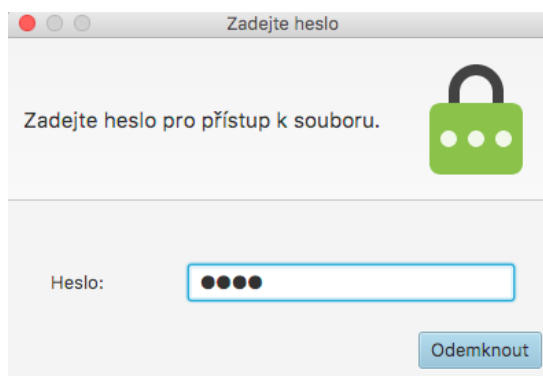 Zadejte heslo
Zadejte heslo pro přístup k souboru.
Heslo: ●●●●
Odemknout